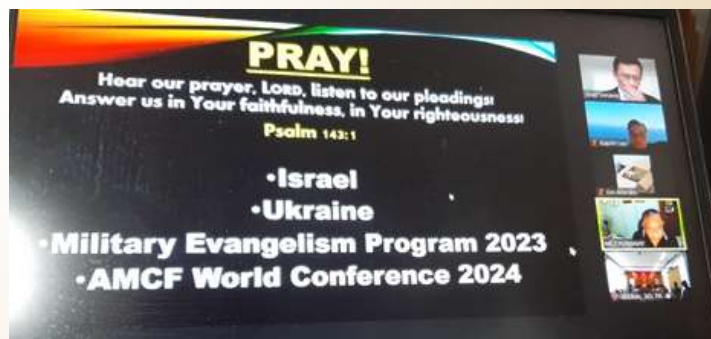 PRAY!
Hear our prayer, LORD, listen to our pleadings!
Answer us in Your faithfulness, in Your righteousness!
Psalm 143:1
•Israel
•Ukraine
•Military Evangelism Program 2023
•AMCF World Conference 2024